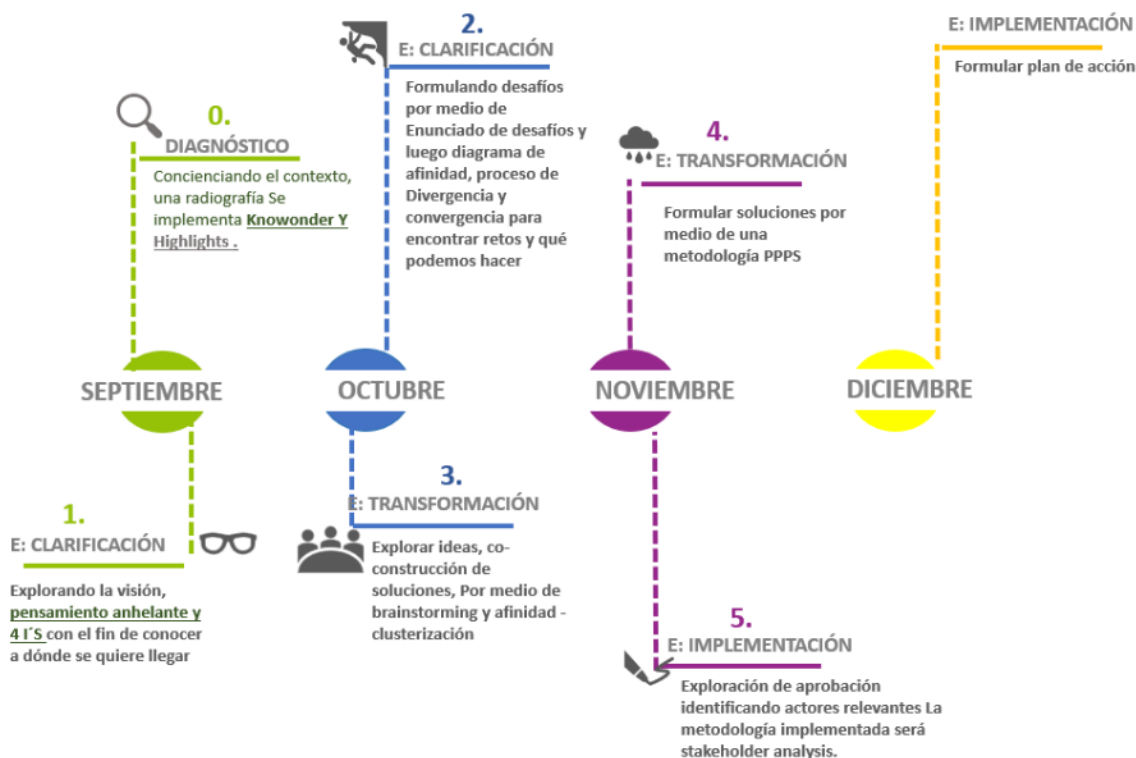 0.
DIAGNÓSTICO
Concienciando el contexto,
una radiografía Se
implementa Knowonder Y
Highlights .
2.
E: CLARIFICACIÓN
Formulando desafíos
por medio de
Enunciado de desafíos y
luego diagrama de
afinidad, proceso de
Divergencia y
convergencia para
encontrar retos y qué
podemos hacer
4.
E: TRANSFORMACIÓN
Formular soluciones por
medio de una
metodología PPPS
E: IMPLEMENTACIÓN
Formular plan de acción
SEPTIEMBRE
OCTUBRE
NOVIEMBRE
DICIEMBRE
1.
E: CLARIFICACIÓN
Explorando la visión,
pensamiento anhelante y
4 I´S con el fin de conocer
a dónde se quiere llegar
3.
E: TRANSFORMACIÓN
Explorar ideas, co-
construcción de
soluciones, Por medio de
brainstorming y afinidad -
clusterización
5.
E: IMPLEMENTACIÓN
Exploración de aprobación
identificando actores relevantes La
metodología implementada será
stakeholder analysis.